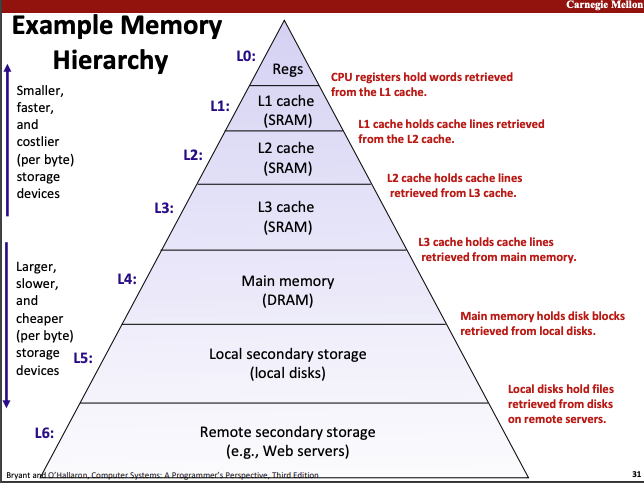 Carnegie Mellon
Example Memory
Hierarchy
Smaller,
faster,
and
costlier
(per byte)
storage
devices
Larger,
slower,
and
cheaper
(per byte)
storage
devices
L0:
Regs
CPU registers hold words retrieved
from the L1 cache.
L1:
L1 cache
(SRAM)
L1 cache holds cache lines retrieved
from the L2 cache.
L2:
L2 cache
(SRAM)
L2 cache holds cache lines
retrieved from L3 cache.
L3:
L3 cache
(SRAM)
L3 cache holds cache lines
retrieved from main memory.
L4:
Main memory
(DRAM)
Main memory holds disk blocks
retrieved from local disks.
L5:
Local secondary storage
(local disks)
Local disks hold files
retrieved from disks
on remote servers.
L6:
Remote secondary storage
(e.g., Web servers)
Bryant and O'Hallaron, Computer Systems: A Programmer's Perspective, Third Edition
31